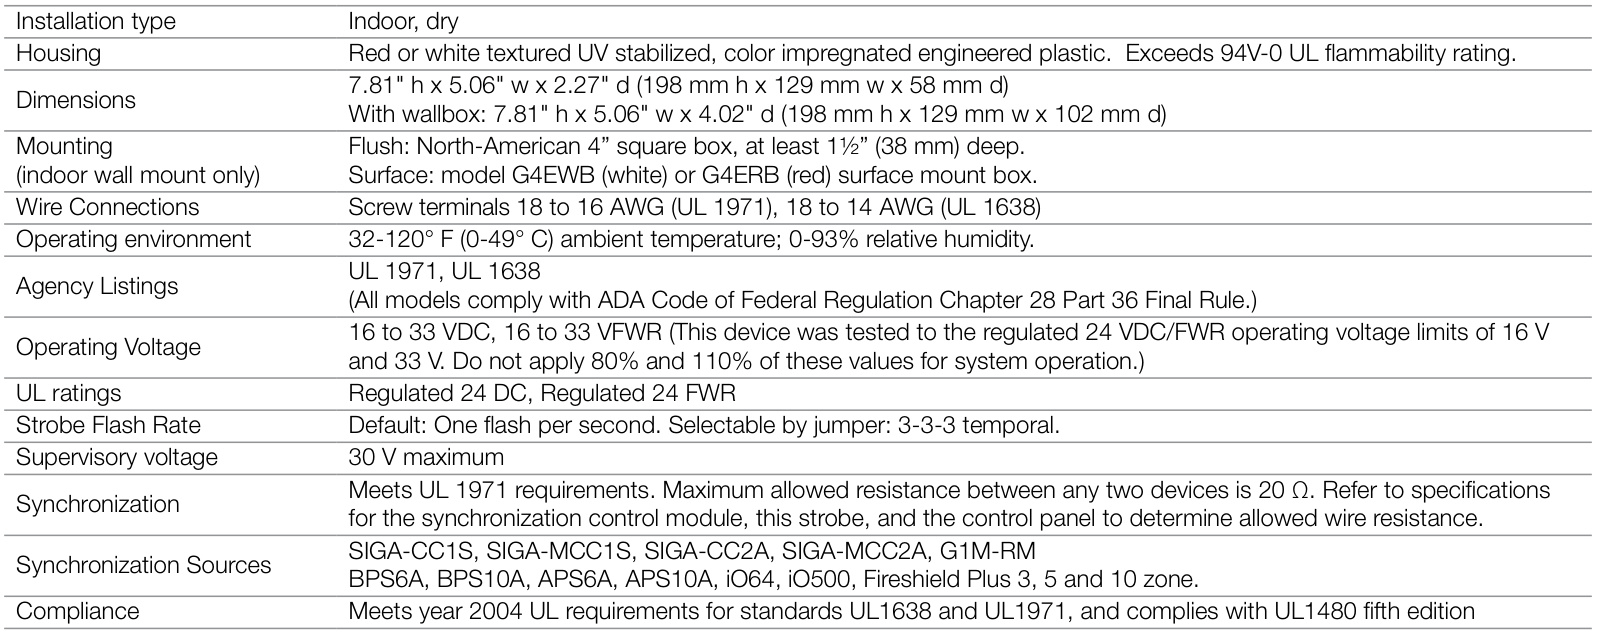 Installation type Indoor, dry
Housing Red or white textured UV stabilized, color impregnated engineered plastic.  Exceeds 94V-0 UL flammability rating.
Dimensions
7.81" h x 5.06" w x 2.27" d (198 mm h x 129 mm w x 58 mm d)
With wallbox: 7.81" h x 5.06" w x 4.02" d (198 mm h x 129 mm w x 102 mm d)
Mounting
(indoor wall mount only)
Flush: North-American 4” square box, at least 1½” (38 mm) deep.
Surface: model G4EWB (white) or G4ERB (red) surface mount box.
Wire Connections Screw terminals 18 to 16 AWG (UL 1971), 18 to 14 AWG (UL 1638)
Operating environment 32-120° F (0-49° C) ambient temperature; 0-93% relative humidity.
Agency Listings
UL 1971, UL 1638
(All models comply with ADA Code of Federal Regulation Chapter 28 Part 36 Final Rule.)
Operating Voltage
16 to 33 VDC, 16 to 33 VFWR (This device was tested to the regulated 24 VDC/FWR operating voltage limits of 16 V
and 33 V. Do not apply 80% and 110% of these values for system operation.)
UL ratings Regulated 24 DC, Regulated 24 FWR
Strobe Flash Rate Default: One flash per second. Selectable by jumper: 3-3-3 temporal.
Supervisory voltage 30 V maximum
Synchronization
Meets UL 1971 requirements. Maximum allowed resistance between any two devices is 20 Ω. Refer to specifications
for the synchronization control module, this strobe, and the control panel to determine allowed wire resistance.
Synchronization Sources
SIGA-CC1S, SIGA-MCC1S, SIGA-CC2A, SIGA-MCC2A, G1M-RM
BPS6A, BPS10A, APS6A, APS10A, iO64, iO500, Fireshield Plus 3, 5 and 10 zone.
Compliance Meets year 2004 UL requirements for standards UL1638 and UL1971, and complies with UL1480 fifth edition